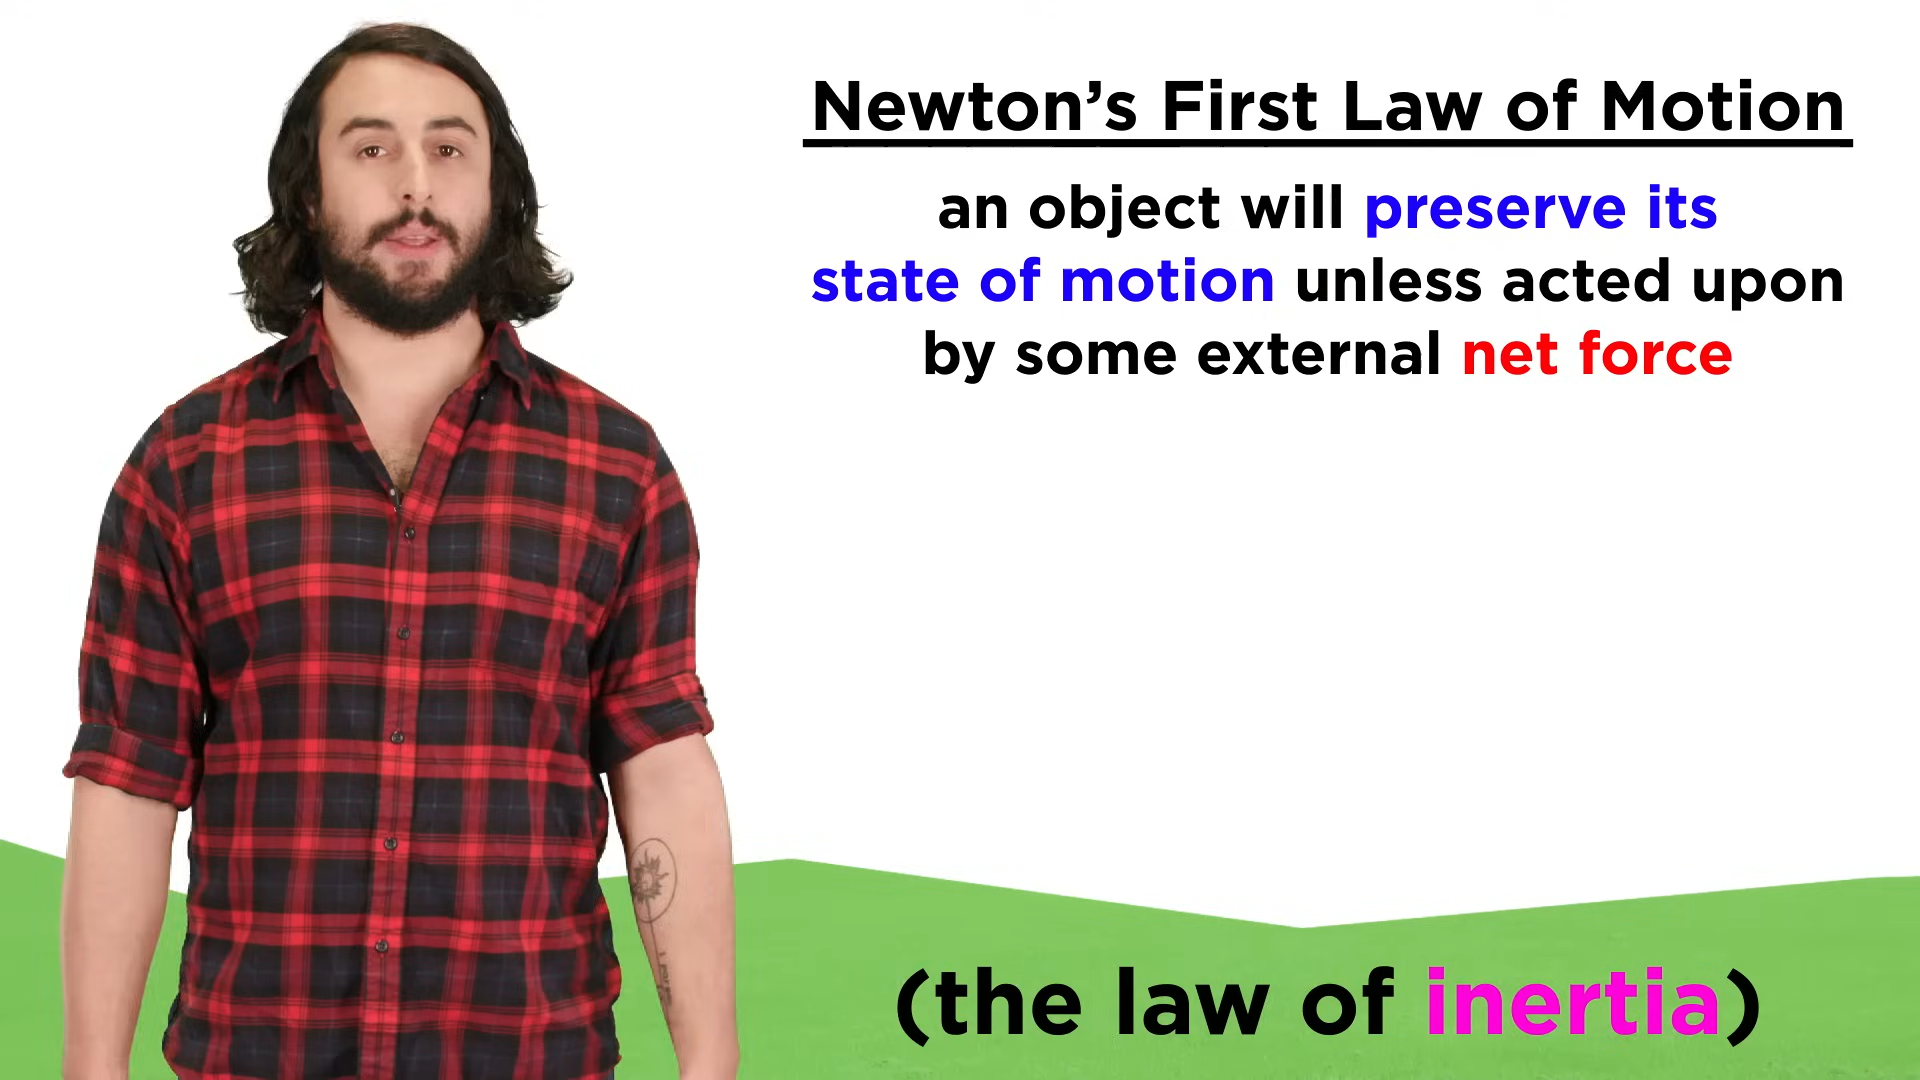 Newton’s First Law of Motion
an object will preserve its
state of motion unless acted upon
by some external net force
(the law of inertia)